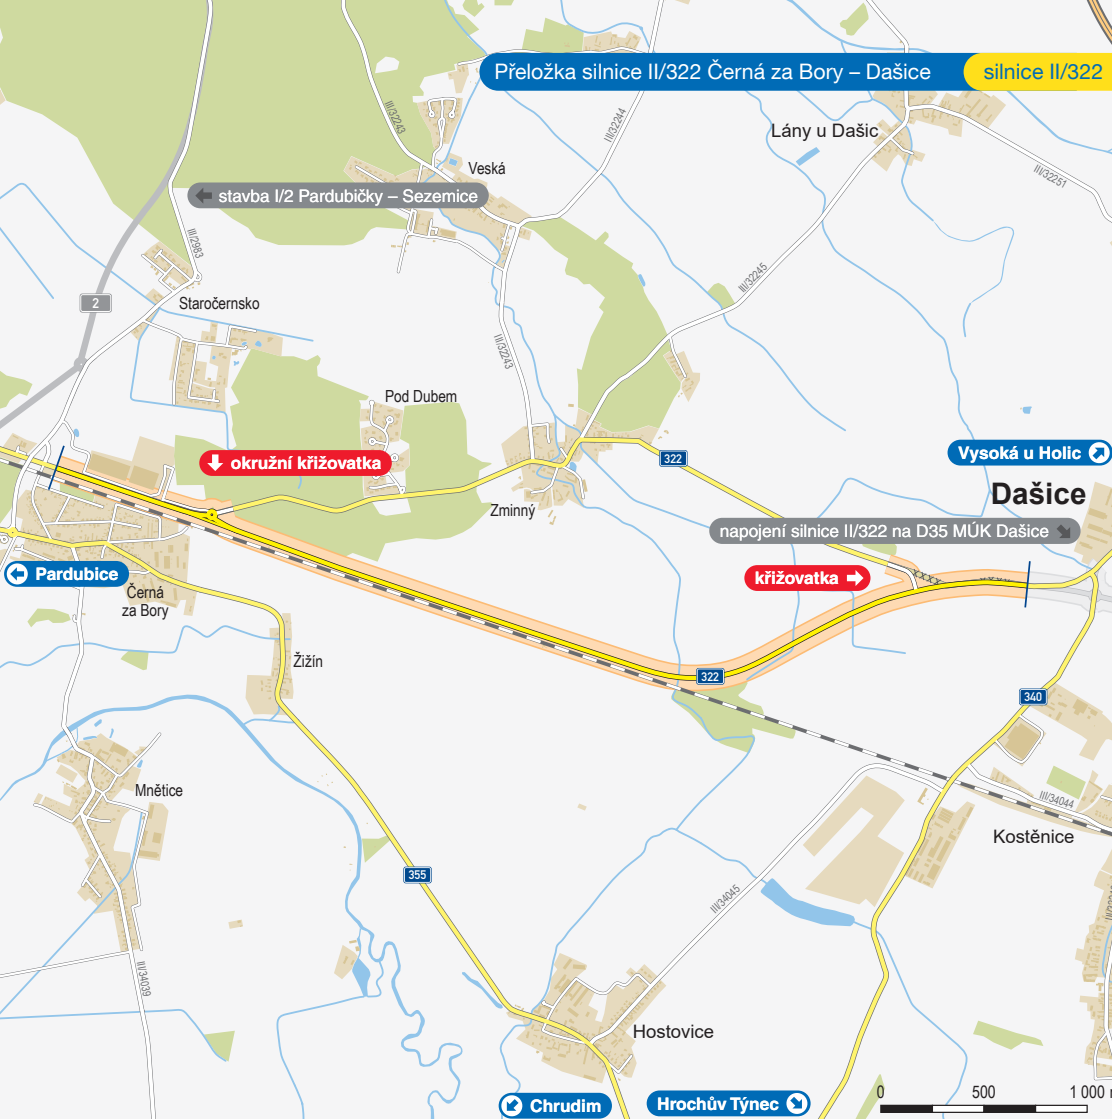 Přeložka silnice II/322 Černá za Bory – Dašice
silnice II/322
III/32243
III/32244
Lány u Dašic
Veská
III/32251
stavba I/2 Pardubičky – Sezemice
III/2983
III/32245
2
Staročernsko
III/32243
Pod Dubem
okružní křižovatka
322
Vysoká u Holic
Dašice
Zminný
napojení silnice II/322 na D35 MÚK Dašice
Pardubice
křižovatka
Černá
za Bory
Žižín
322
340
Mnětice
III/34044
Kostěnice
355
III/34045
III/34039
Hostovice
0
500
1 000
Chrudim
Hrochův Týnec